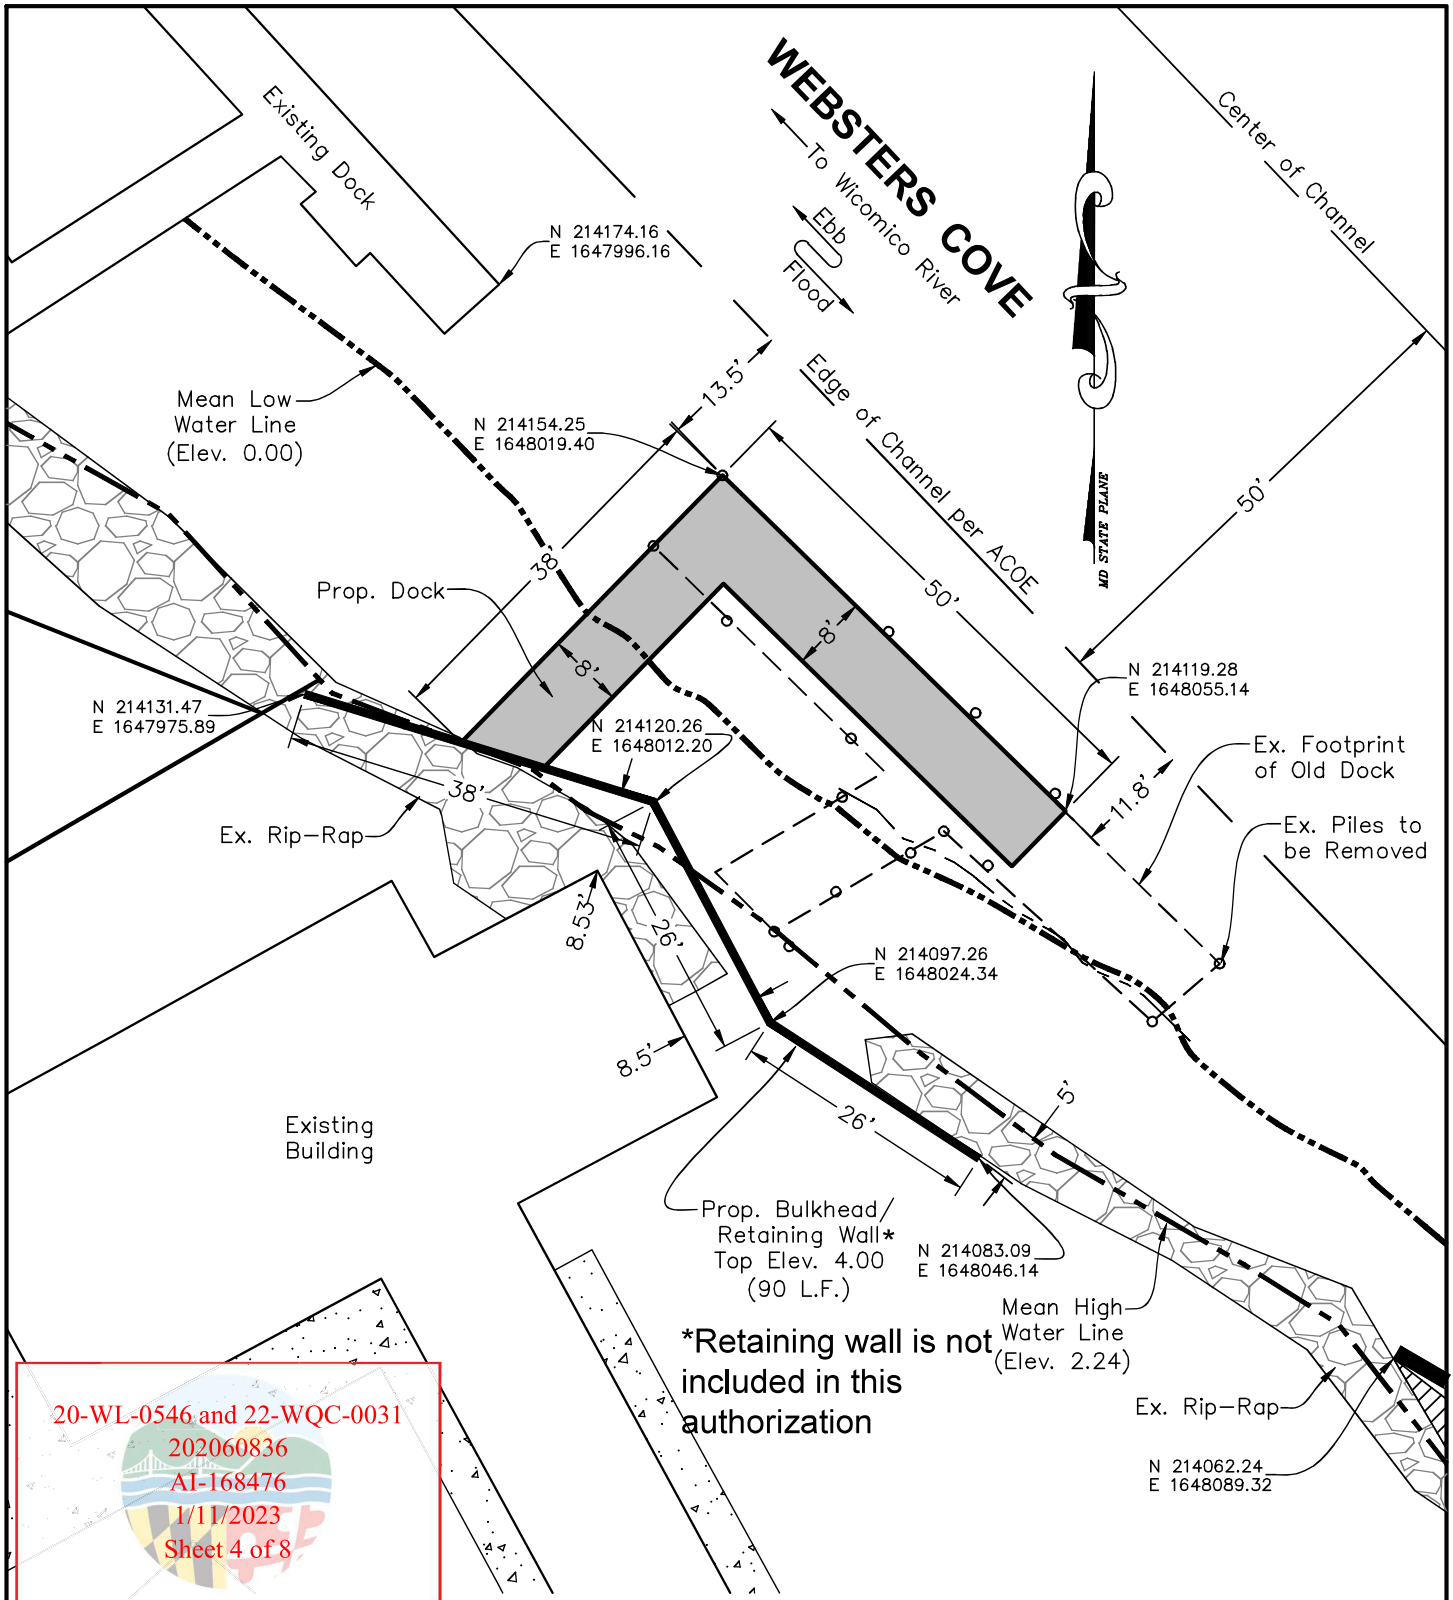 WEBSTERS COVE
To Wicomico River
Ebb
Flood
Center of Channel
Existing Dock
N 214174.16
E 1647996.16
Mean Low
Water Line
(Elev. 0.00)
N 214154.25
E 1648019.40
13.5'
Edge of Channel per ACOE
MD STATE PLANE
50'
38'
50'
Prop. Dock
8'
8'
N 214119.28
E 1648055.14
N 214131.47
E 1647975.89
N 214120.26
E 1648012.20
Ex. Footprint
of Old Dock
38'
11.8'
Ex. Rip-Rap
Ex. Piles to
be Removed
8.53'
26'
N 214097.26
E 1648024.34
8.5'
5'
26'
Existing
Building
Prop. Bulkhead/
Retaining Wall*
Top Elev. 4.00
(90 L.F.)
N 214083.09
E 1648046.14
Mean High
Water Line
(Elev. 2.24)
*Retaining wall is not
included in this
authorization
Ex. Rip-Rap
N 214062.24
E 1648089.32
20-WL-0546 and 22-WQC-0031
202060836
AI-168476
1/11/2023
Sheet 4 of 8